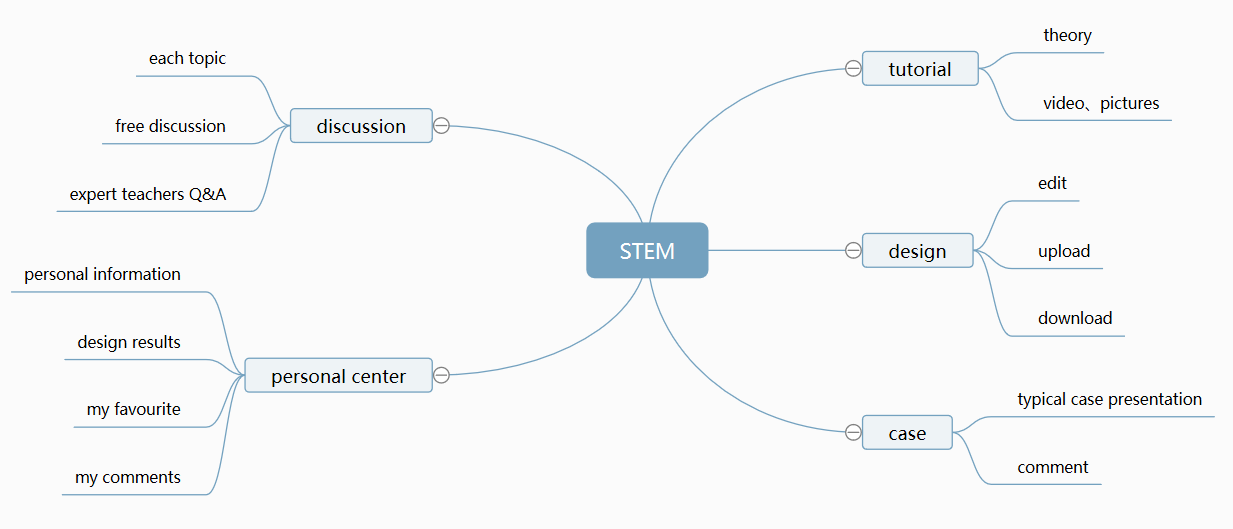 STEM
tutorial
theory
video、pictures
design
edit
upload
download
case
typical case presentation
comment
discussion
each topic
free discussion
expert teachers Q&A
personal center
personal information
design results
my favourite
my comments